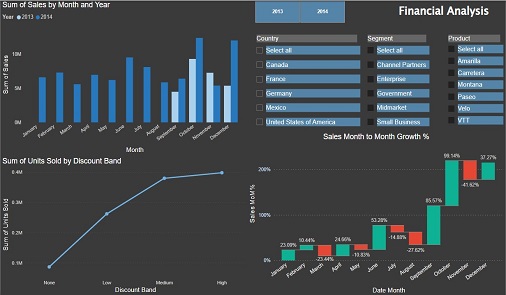 Sum of Sales by Month and Year
Year 2013 2014
Sum of Sales
10M
5M
0M
January
February
March
April
May
June
July
August
September
October
November
December
Month
2013
2014
Financial Analysis
Country
Select all
Canada
France
Germany
Mexico
United States of America
Segment
Select all
Channel Partners
Enterprise
Government
Midmarket
Small Business
Product
Select all
Amarilla
Carretera
Montana
Paseo
Velo
VTT
Sum of Units Sold by Discount Band
Sum of Units Sold
0.4M
0.3M
0.2M
0.1M
None
Low
Medium
High
Discount Band
Sales Month to Month Growth %
Sales MoM%
200%
100%
0%
23.09%
10.44%
-23.44%
24.66%
-10.83%
53.28%
-14.88%
-27.62%
85.57%
99.14%
-41.62%
37.27%
January
February
March
April
May
June
July
August
September
October
November
December
Date Month